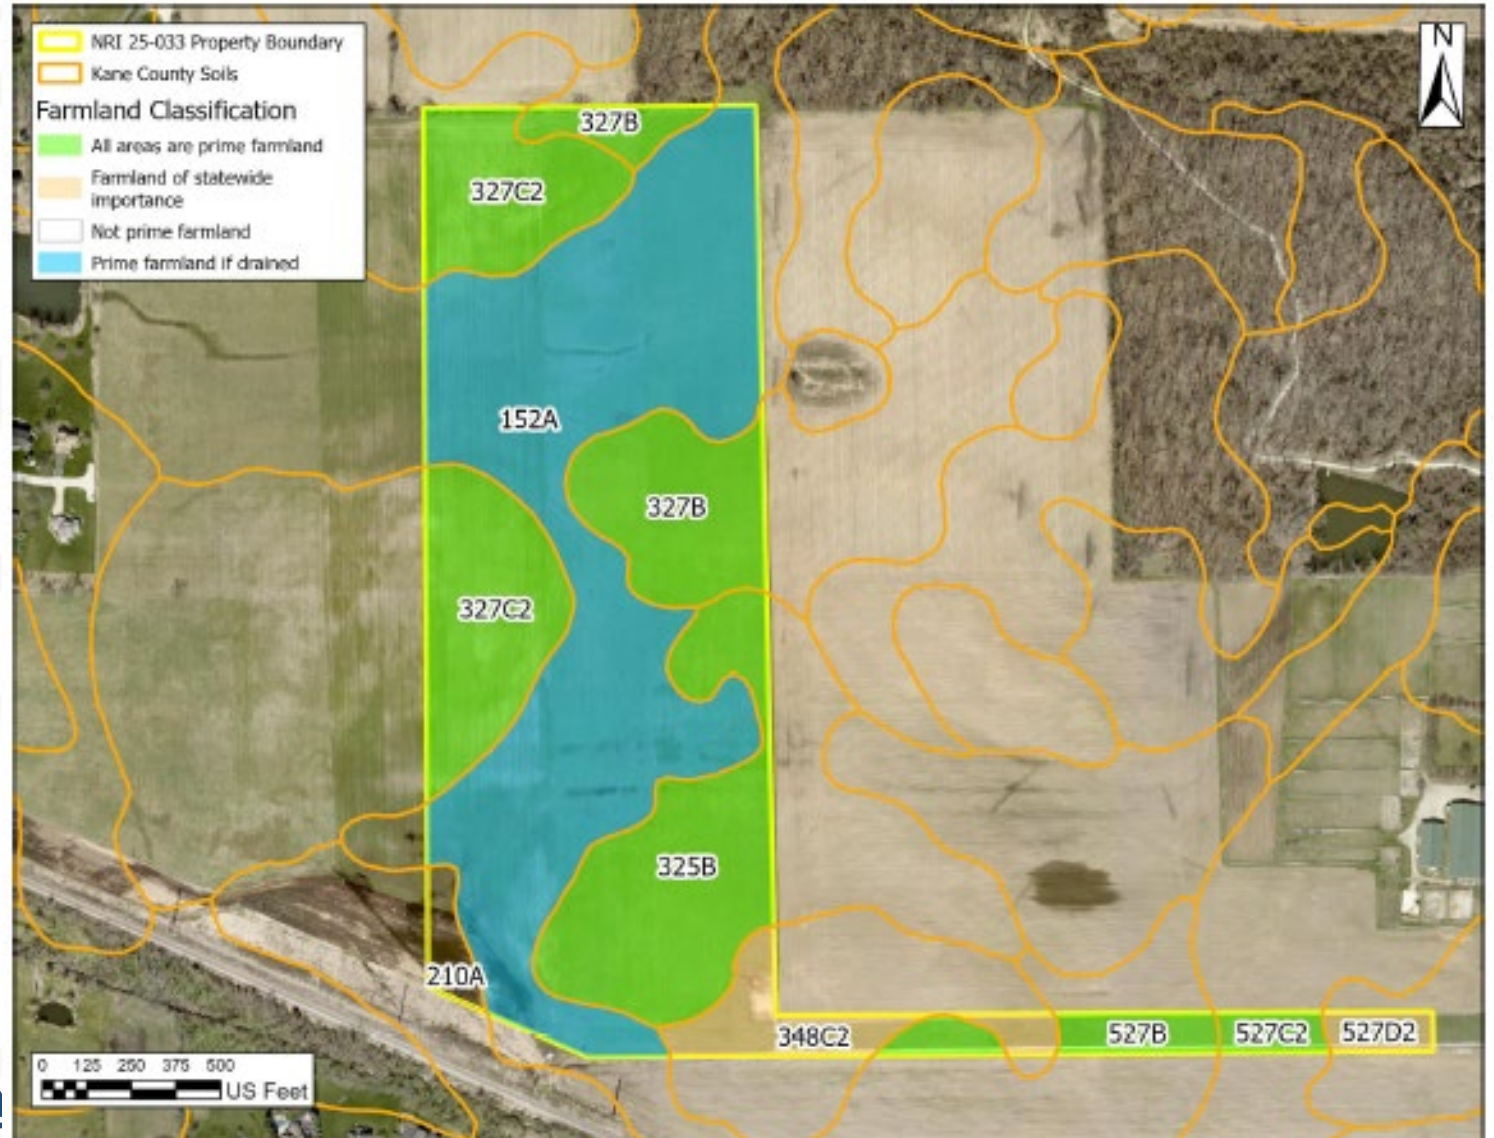 NRI 25-033 Property Boundary
Kane County Soils
Farmland Classification
All areas are prime farmland
Farmland of statewide
importance
Not prime farmland
Prime farmland if drained
N
327B
327C2
152A
327B
327C2
325B
210A
348C2
527B
527C2
527D2
0 125 250 375 500
US Feet